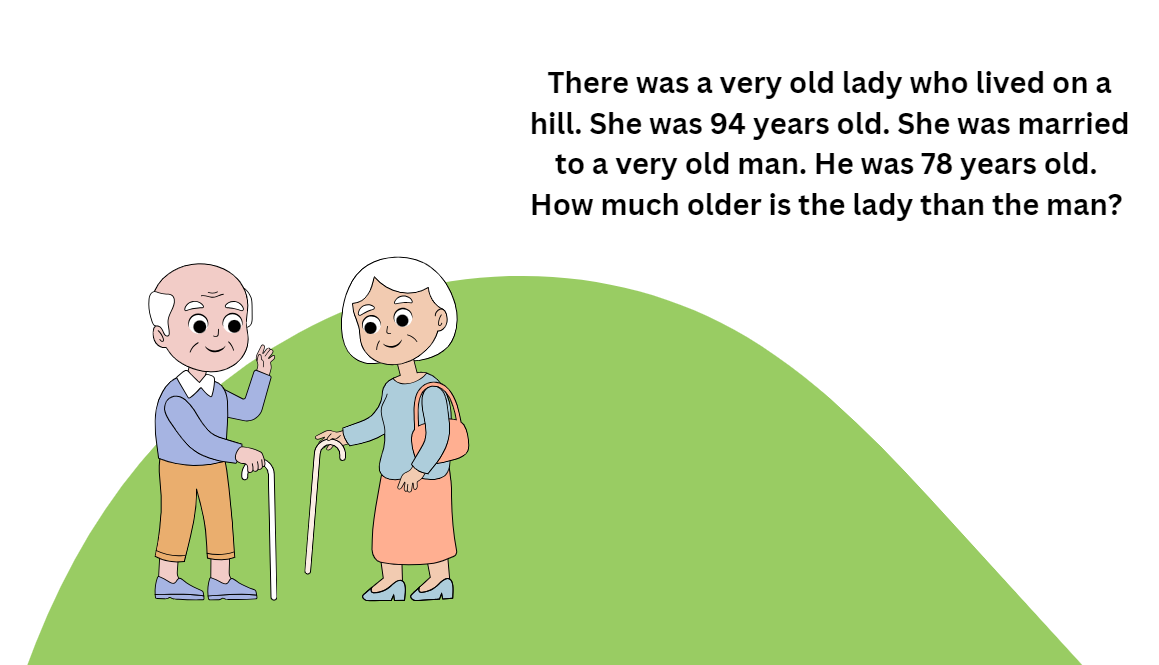 There was a very old lady who lived on a
hill. She was 94 years old. She was married
to a very old man. He was 78 years old.
How much older is the lady than the man?